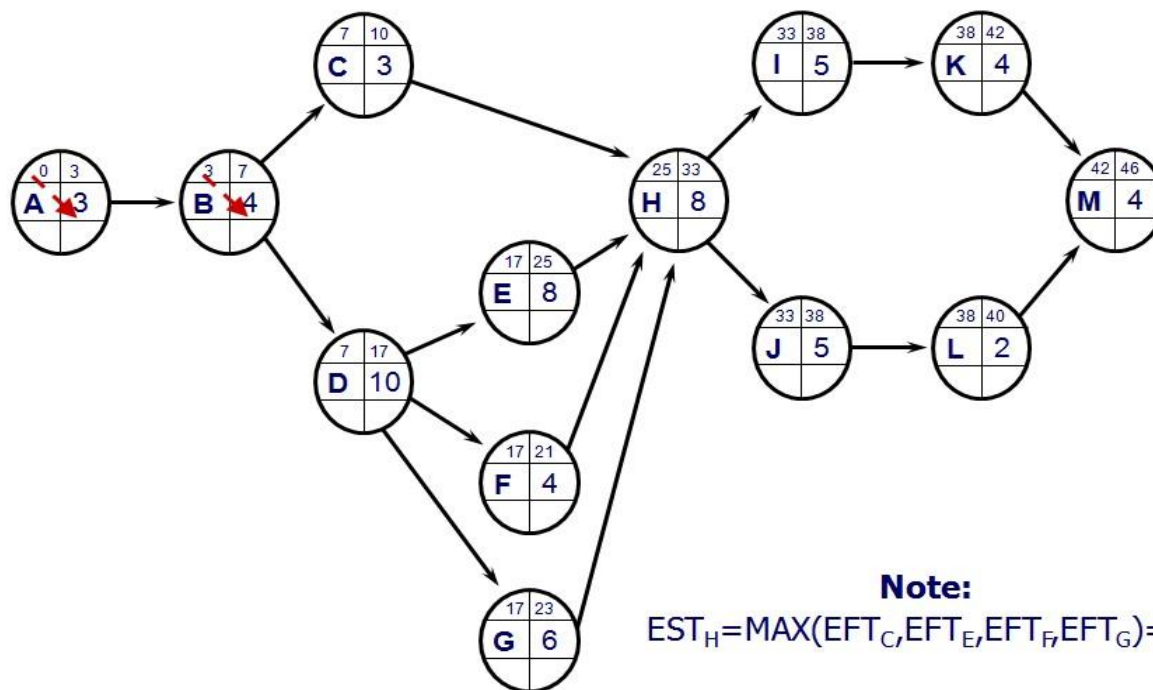 7 10
C 3
33 38
I 5
38 42
K 4
0 3
A 3
3 7
B 4
25 33
H 8
42 46
M 4
17 25
E 8
33 38
J 5
38 40
L 2
7 17
D 10
17 21
F 4
17 23
G 6
Note:
EST_H=MAX(EFT_C,EFT_E,EFT_F,EFT_G)=